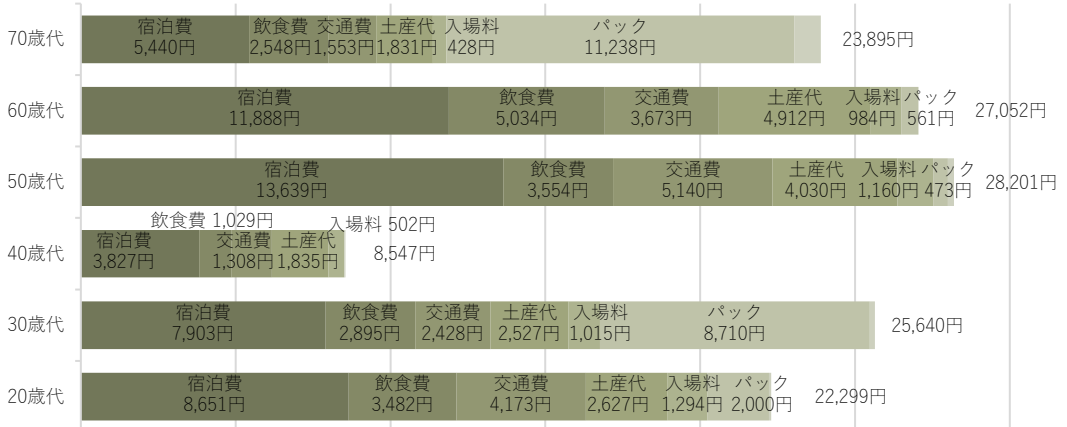 宿泊費 飲食費 交通費 土産代 入場料 パック
70歳代 5,440円 2,548円 1,553円 1,831円 428円 11,238円 23,895円
宿泊費 飲食費 交通費 土産代 入場料 パック
60歳代 11,888円 5,034円 3,673円 4,912円 984円 561円 27,052円
宿泊費 飲食費 交通費 土産代 入場料 パック
50歳代 13,639円 3,554円 5,140円 4,030円 1,160円 473円 28,201円
飲食費 1,029円 入場料 502円
宿泊費 交通費 土産代
40歳代 3,827円 1,308円 1,835円 8,547円
宿泊費 飲食費 交通費 土産代 入場料 パック
30歳代 7,903円 2,895円 2,428円 2,527円 1,015円 8,710円 25,640円
宿泊費 飲食費 交通費 土産代 入場料 パック
20歳代 8,651円 3,482円 4,173円 2,627円 1,294円 2,000円 22,299円